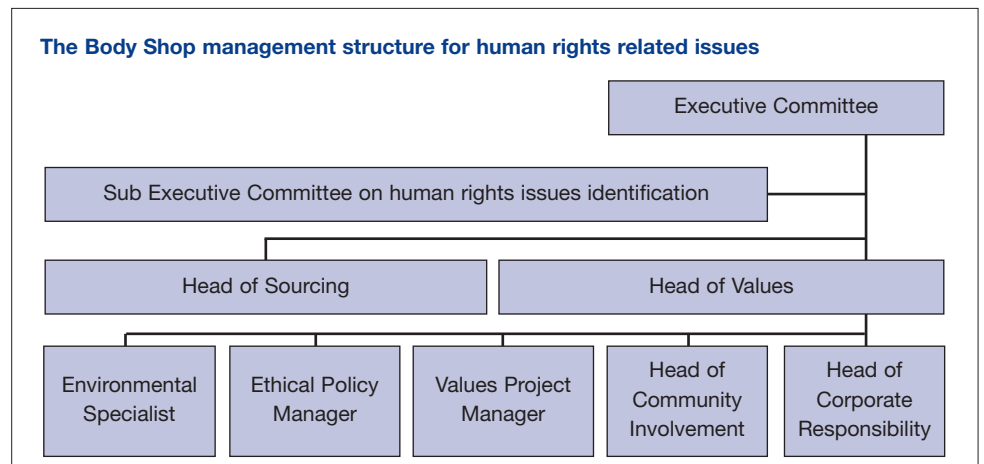 The Body Shop management structure for human rights related issues
Executive Committee
Sub Executive Committee on human rights issues identification
Head of Sourcing
Head of Values
Environmental
Specialist
Ethical Policy
Manager
Values Project
Manager
Head of
Community
Involvement
Head of
Corporate
Responsibility